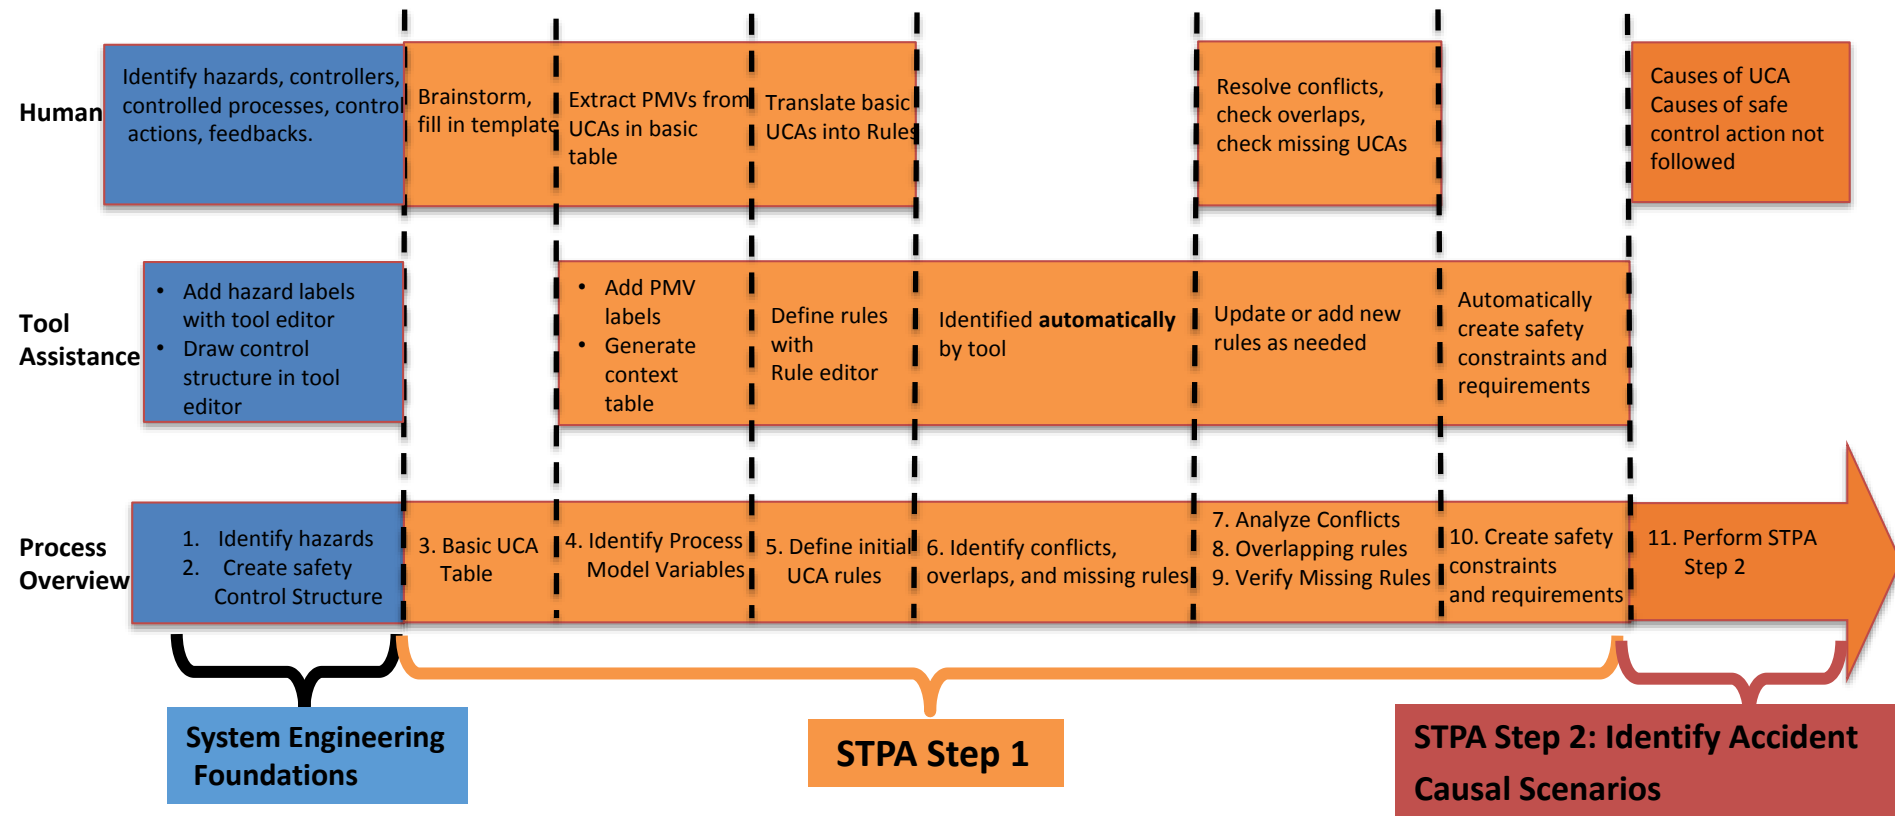 Human
Identify hazards, controllers,
controlled processes, control
actions, feedbacks.
Brainstorm,
fill in template
Extract PMVs from
UCAs in basic
table
Translate basic
UCAs into Rules
Resolve conflicts,
check overlaps,
check missing UCAs
Causes of UCA
Causes of safe
control action not
followed
Tool
Assistance
• Add hazard labels
with tool editor
• Draw control
structure in tool
editor
• Add PMV
labels
• Generate
context
table
Define rules
with
Rule editor
Identified automatically
by tool
Update or add new
rules as needed
Automatically
create safety
constraints and
requirements
Process
Overview
1. Identify hazards
2. Create safety
Control Structure
3. Basic UCA
Table
4. Identify Process
Model Variables
5. Define initial
UCA rules
6. Identify conflicts,
overlaps, and missing rules
7. Analyze Conflicts
8. Overlapping rules
9. Verify Missing Rules
10. Create safety
constraints
and requirements
11. Perform STPA
Step 2
System Engineering
Foundations
STPA Step 1
STPA Step 2: Identify Accident
Causal Scenarios